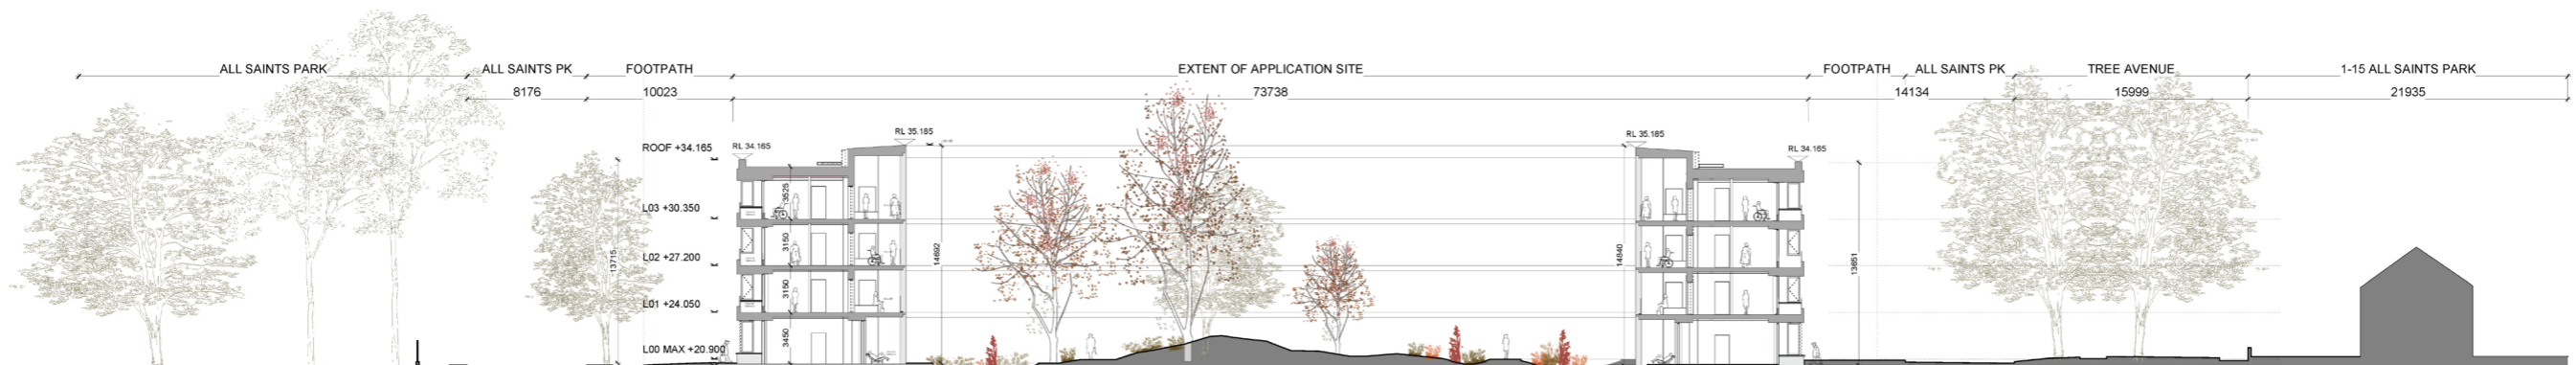 ALL SAINTS PARK
ALL SAINTS PK
FOOTPATH
EXTENT OF APPLICATION SITE
FOOTPATH
ALL SAINTS PK
TREE AVENUE
1-15 ALL SAINTS PARK
8176
10023
73738
14134
15999
21935
RL 35.185
RL 35.185
ROOF +34.165
RL 34.165
RL 34.165
3525
L03 +30.350
3150
L02 +27.200
13715
14692
14840
13651
3150
L01 +24.050
3450
L00 MAX +20.900